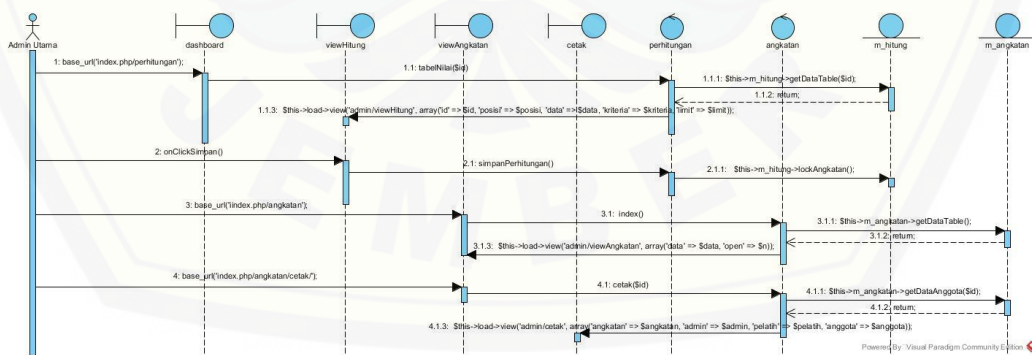 Admin Utama
dashboard
viewHitung
viewAngkatan
cetak
perhitungan
angkatan
m_hitung
m_angkatan
1: base_url('index.php/perhitungan');
1.1: tabelNilai($id)
1.1.1: $this->m_hitung->getDataTable($id);
1.1.2: return;
1.1.3: $this->load->view('admin/viewHitung', array('id' => $id, 'posisi' => $posisi, 'data' => $data, 'kriteria' => $kriteria, 'limit' => $limit));
2: onClickSimpan()
2.1: simpanPerhitungan()
2.1.1: $this->m_hitung->lockAngkatan();
3: base_url('iindex.php/angkatan');
3.1: index()
3.1.1: $this->m_angkatan->getDataTable();
3.1.2: return;
3.1.3: $this->load->view('admin/viewAngkatan', array('data' => $data, 'open' => $n));
4: base_url('index.php/angkatan/cetak/');
4.1: cetak($id)
4.1.1: $this->m_angkatan->getDataAnggota($id);
4.1.2: return;
4.1.3: $this->load->view('admin/cetak', array('angkatan' => $angkatan, 'admin' => $admin, 'pelatih' => $pelatih, 'anggota' => $anggota));
JEMBER
Powered By Visual Paradigm Community Edition